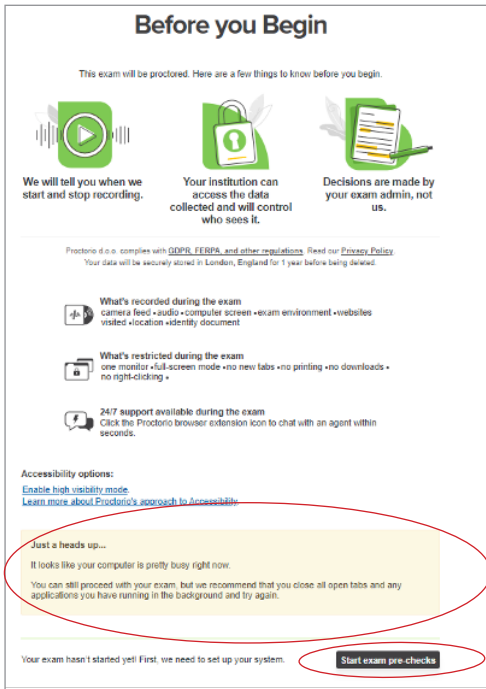 Before you Begin
This exam will be proctored. Here are a few things to know before you begin.
We will tell you when we
start and stop recording.
Your institution can
access the data
collected and will control
who sees it.
Decisions are made by
your exam admin, not
us.
Proctorio d.o.o. complies with GDPR, FERPA, and other regulations. Read our Privacy Policy.
Your data will be securely stored in London, England for 1 year before being deleted.
What's recorded during the exam
camera feed •audio •computer screen •exam environment •websites
visited •location •identity document
What's restricted during the exam
one monitor •full-screen mode •no new tabs •no printing •no downloads •
no right-clicking •
24/7 support available during the exam
Click the Proctorio browser extension icon to chat with an agent within
seconds.
Accessibility options:
Enable high visibility mode.
Learn more about Proctorio's approach to Accessibility.
Just a heads up...
It looks like your computer is pretty busy right now.
You can still proceed with your exam, but we recommend that you close all open tabs and any
applications you have running in the background and try again.
Your exam hasn't started yet! First, we need to set up your system.
Start exam pre-checks